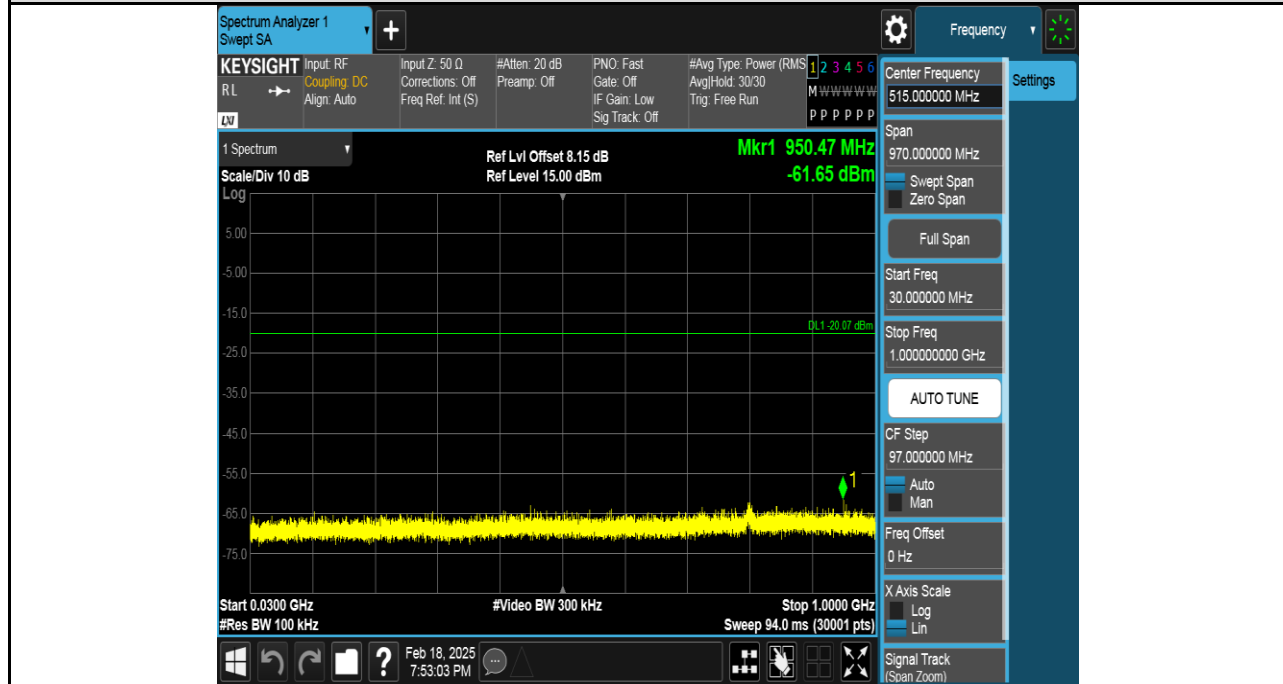 Spectrum Analyzer 1
Swept SA
+
Frequency
KEYSIGHT
RL
LXI
Input: RF
Coupling: DC
Align: Auto
Input Z: 50 Ω
Corrections: Off
Freq Ref: Int (S)
#Atten: 20 dB
Preamp: Off
PNO: Fast
Gate: Off
IF Gain: Low
Sig Track: Off
#Avg Type: Power (RMS
Avg|Hold: 30/30
Trig: Free Run
1 2 3 4 5 6
M W W W W W
P P P P P P
1 Spectrum
Scale/Div 10 dB
Log
Ref Lvl Offset 8.15 dB
Ref Level 15.00 dBm
Mkr1 950.47 MHz
-61.65 dBm
5.00
-5.00
-15.0
DL1 -20.07 dBm
-25.0
-35.0
-45.0
-55.0
1
-65.0
-75.0
Start 0.0300 GHz
#Video BW 300 kHz
Stop 1.0000 GHz
#Res BW 100 kHz
Sweep 94.0 ms (30001 pts)
Center Frequency
515.000000 MHz
Settings
Span
970.000000 MHz
Swept Span
Zero Span
Full Span
Start Freq
30.000000 MHz
Stop Freq
1.000000000 GHz
AUTO TUNE
CF Step
97.000000 MHz
Auto
Man
Freq Offset
0 Hz
X Axis Scale
Log
Lin
Signal Track
(Span Zoom)
?
Feb 18, 2025
7:53:03 PM